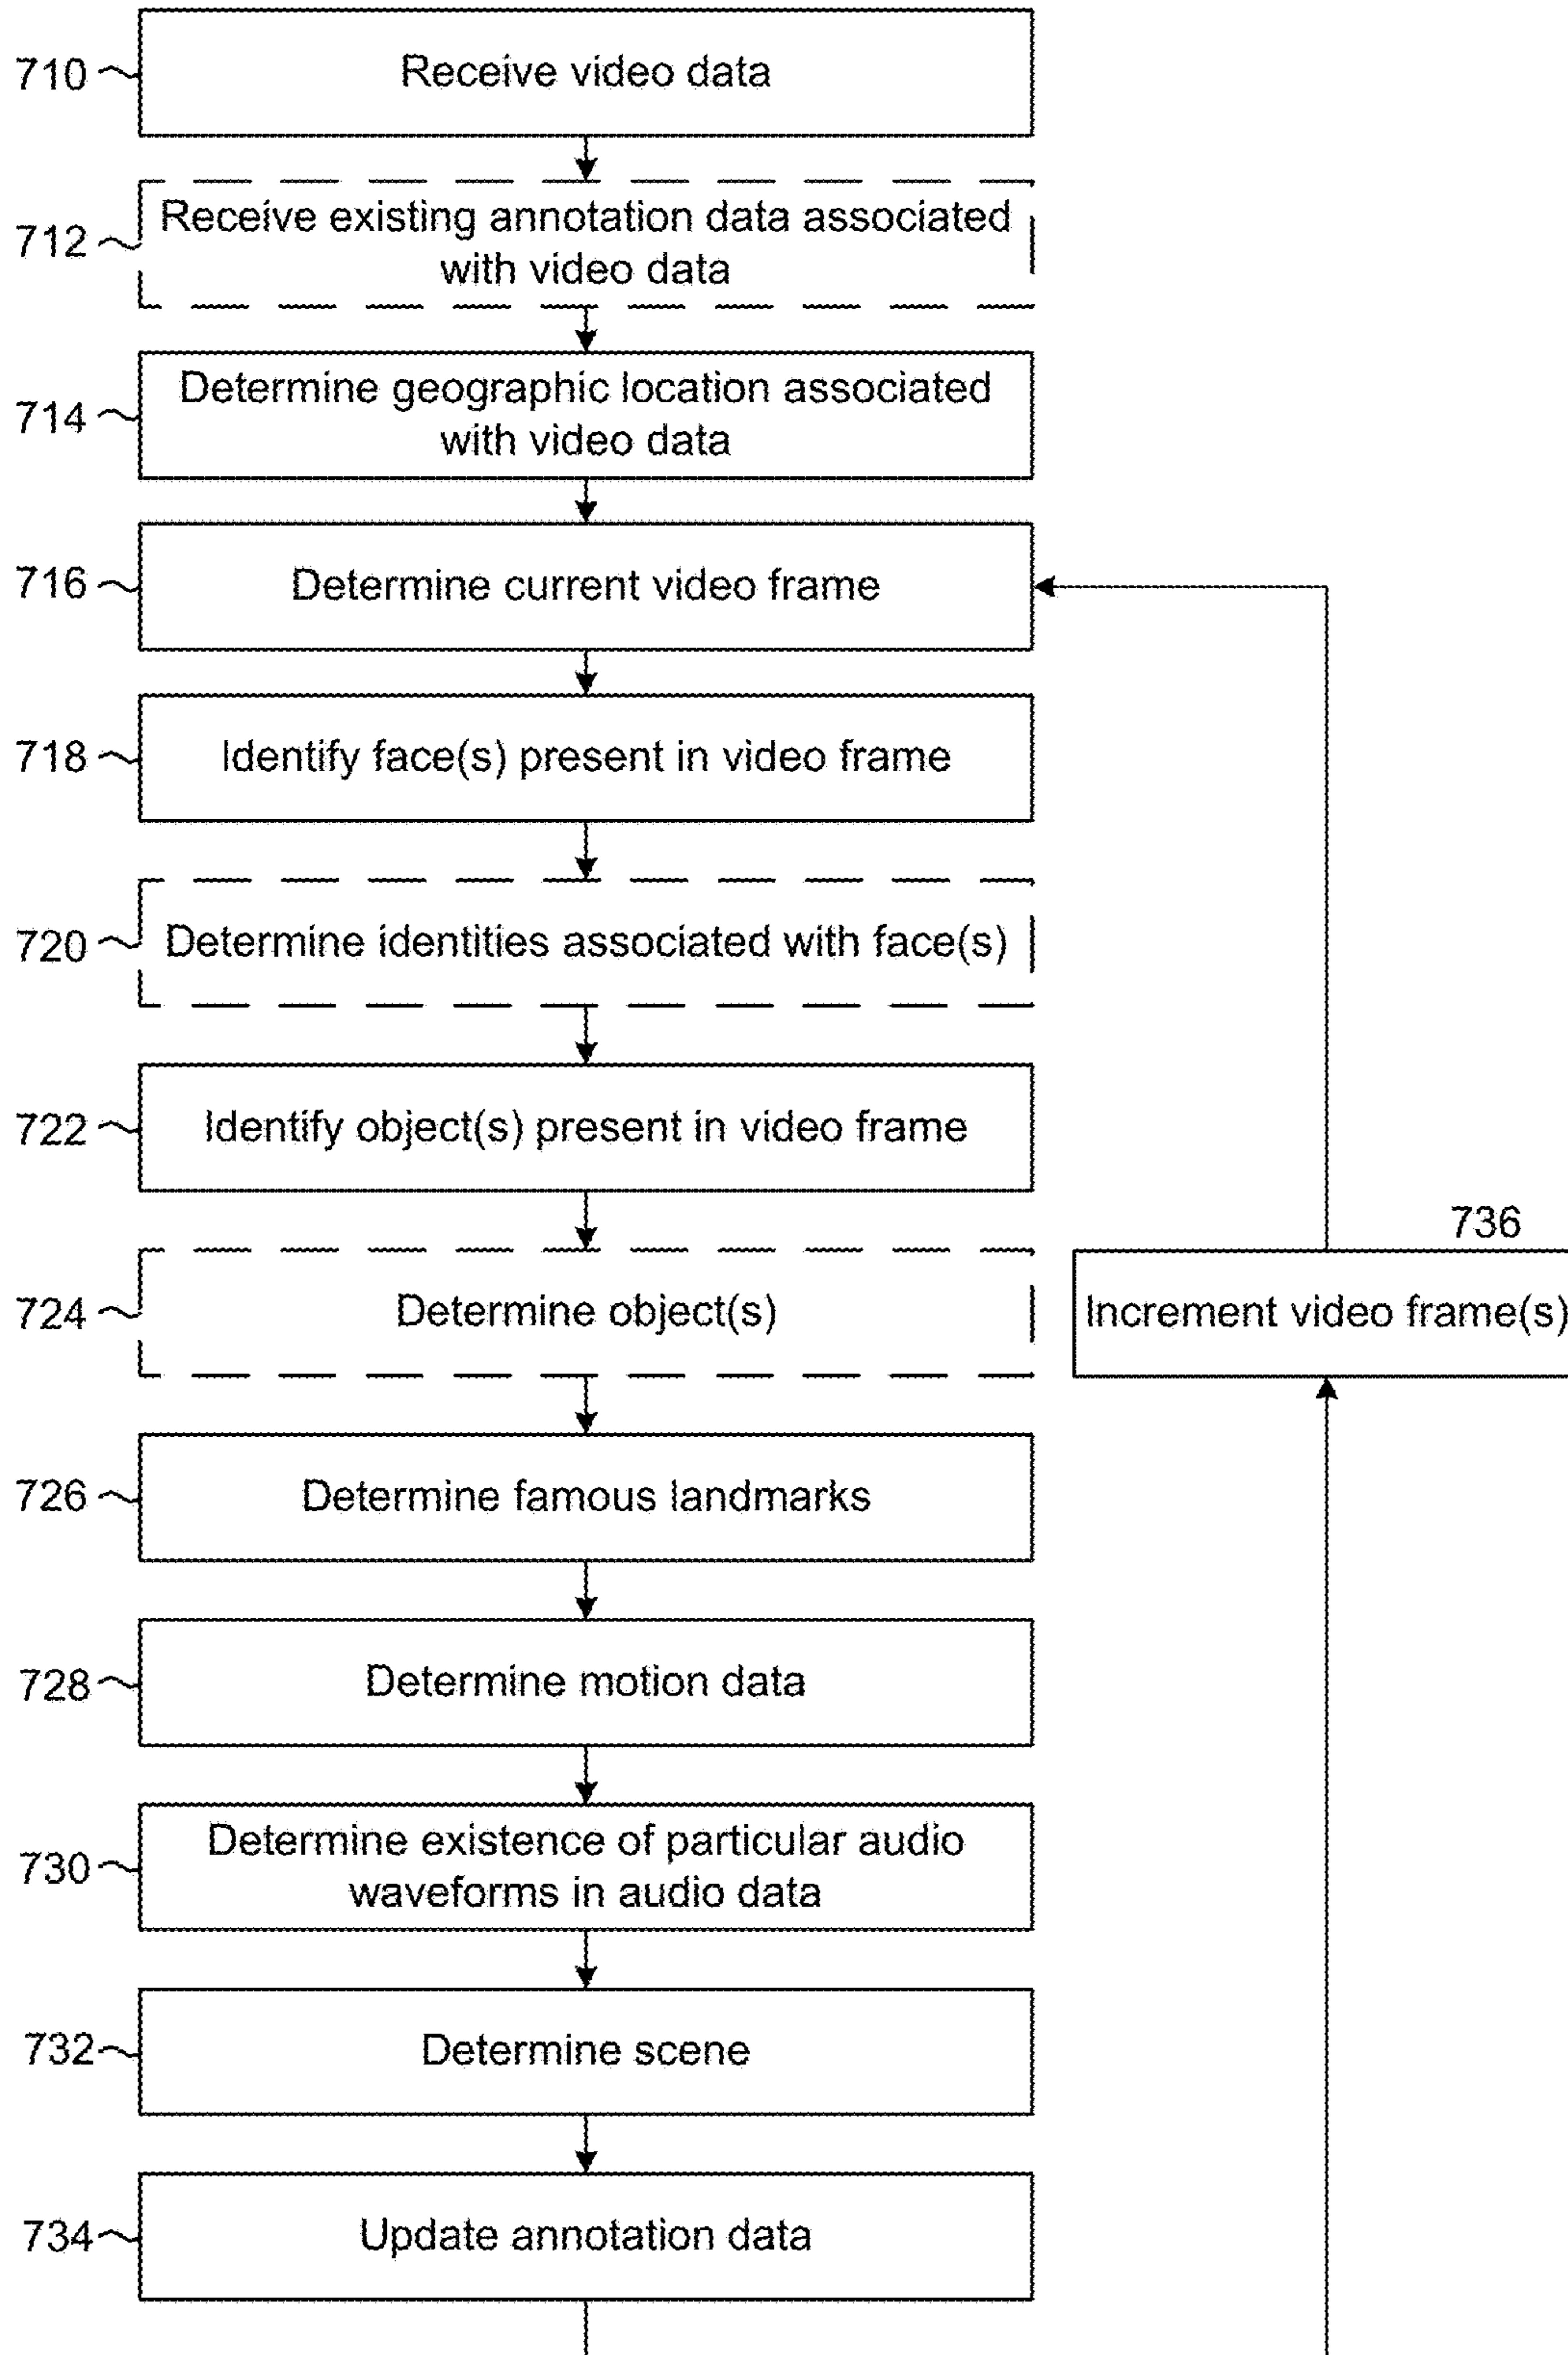 710
Receive video data
712
Receive existing annotation data associated
with video data
714
Determine geographic location associated
with video data
716
Determine current video frame
718
Identify face(s) present in video frame
720
Determine identities associated with face(s)
722
Identify object(s) present in video frame
724
Determine object(s)
736
Increment video frame(s)
726
Determine famous landmarks
728
Determine motion data
730
Determine existence of particular audio
waveforms in audio data
732
Determine scene
734
Update annotation data